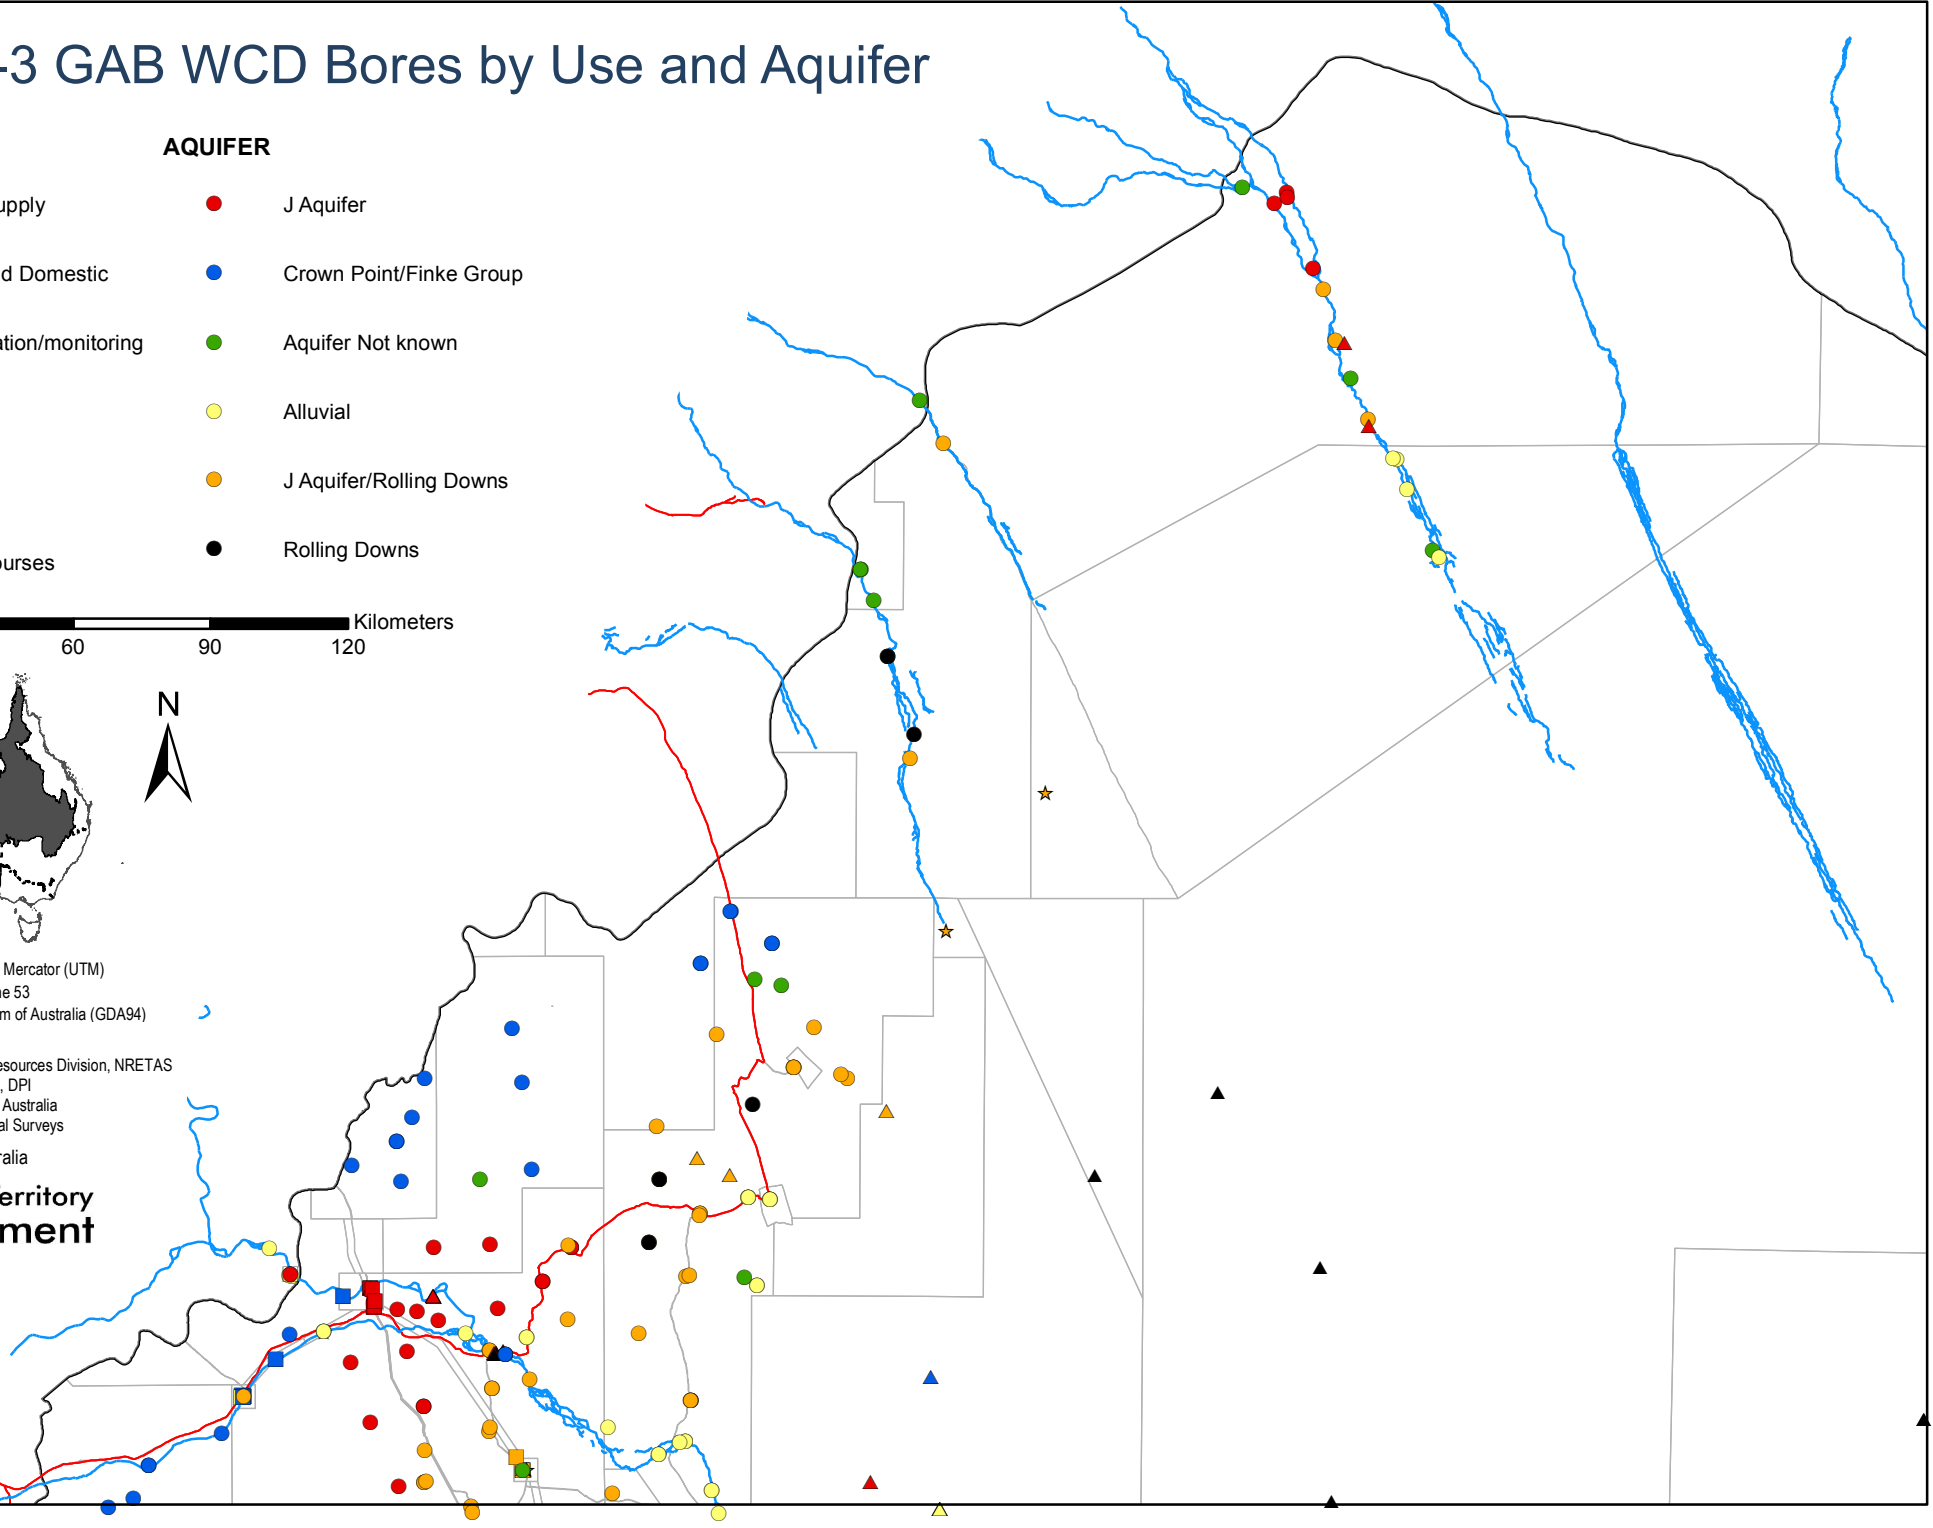 -3 GAB WCD Bores by Use and Aquifer
AQUIFER
upply
J Aquifer
d Domestic
Crown Point/Finke Group
ation/monitoring
Aquifer Not known
Alluvial
J Aquifer/Rolling Downs
Rolling Downs
ourses
Kilometers
60 90 120
N
Mercator (UTM)
ne 53
m of Australia (GDA94)
esources Division, NRETAS
, DPI
Australia
al Surveys
ralia
erritory
ment